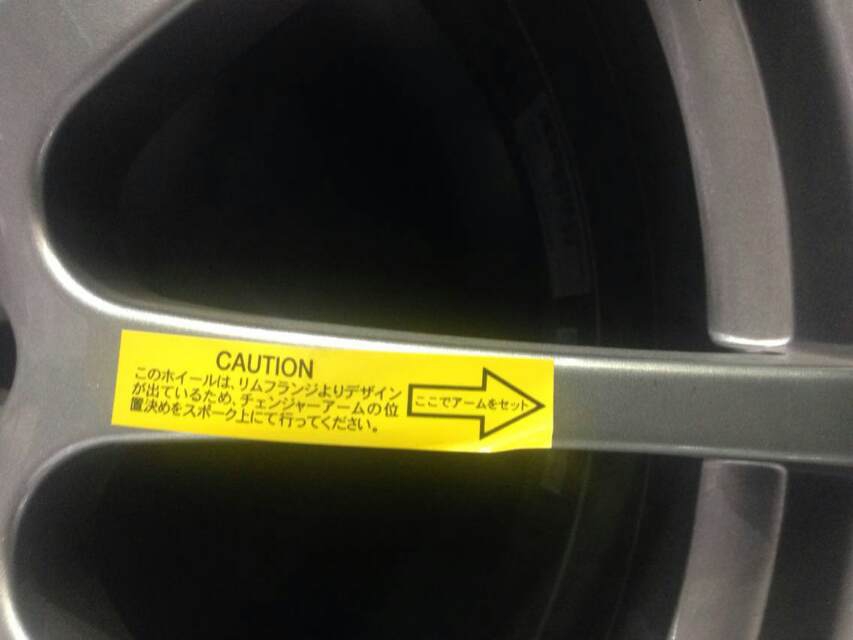 CAUTION
このホイールは、リムフランジよりデザイン
が出ているため、チェンジャーアームの位
置決めをスポーク上にて行ってください。
ここでアームをセット